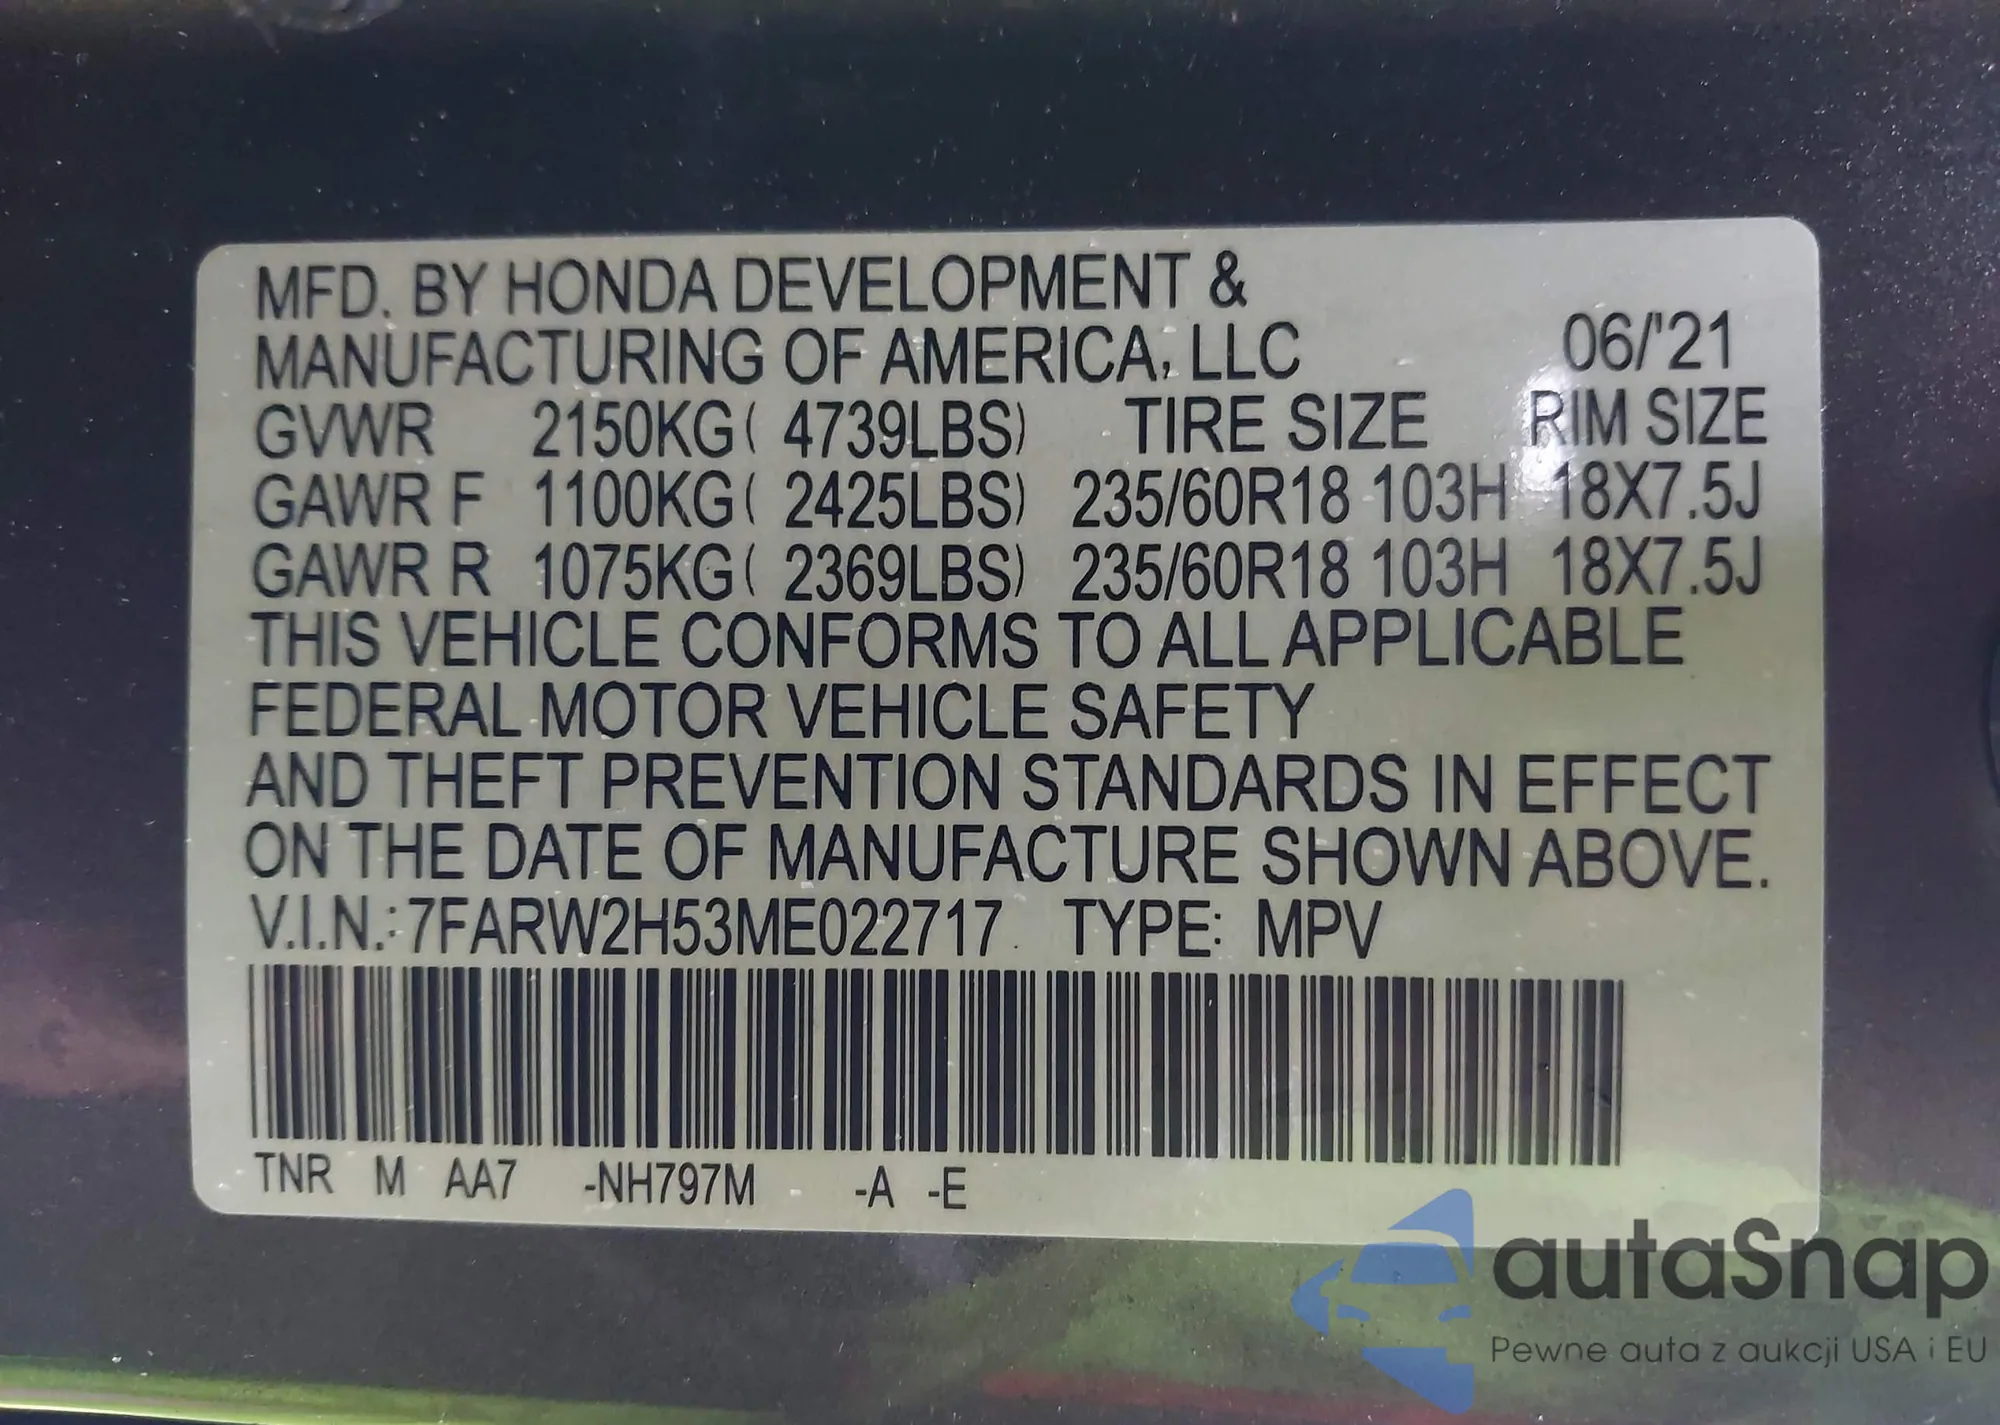 MFD. BY HONDA DEVELOPMENT &
MANUFACTURING OF AMERICA, LLC 06/'21
GVWR 2150KG( 4739LBS) TIRE SIZE RIM SIZE
GAWR F 1100KG( 2425LBS) 235/60R18 103H 18X7.5J
GAWR R 1075KG( 2369LBS) 235/60R18 103H 18X7.5J
THIS VEHICLE CONFORMS TO ALL APPLICABLE
FEDERAL MOTOR VEHICLE SAFETY
AND THEFT PREVENTION STANDARDS IN EFFECT
ON THE DATE OF MANUFACTURE SHOWN ABOVE.
V.I.N.:7FARW2H53ME022717 TYPE: MPV
TNR M AA7 -NH797M - -A -E
autaSnap
Pewne auta z aukcji USA i EU